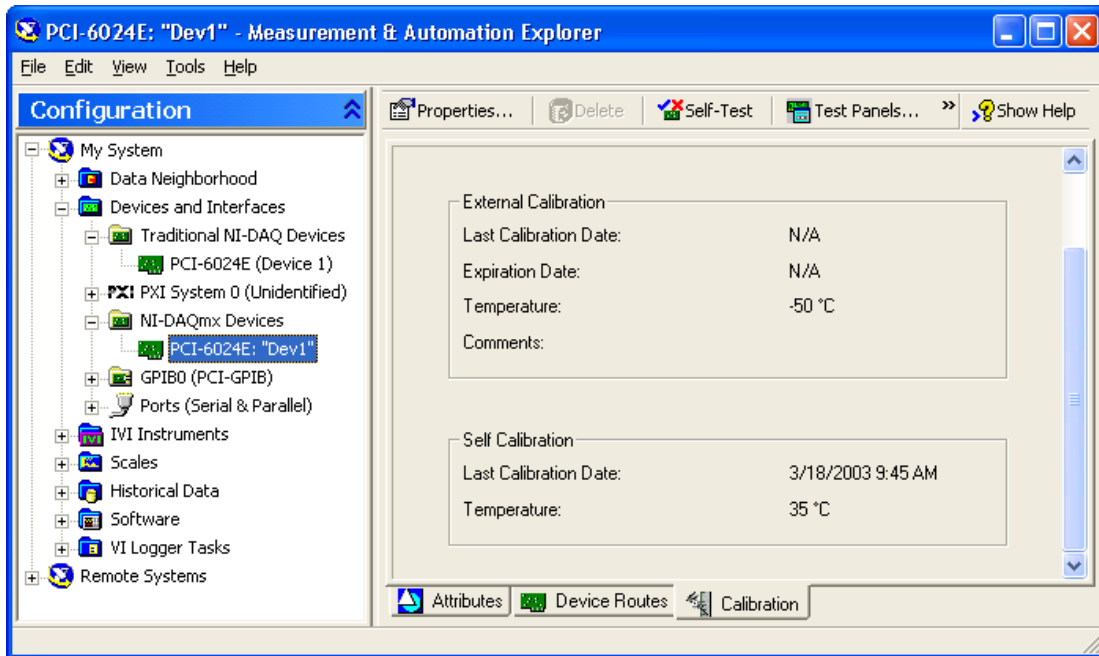 PCI-6024E: "Dev1" - Measurement & Automation Explorer
File Edit View Tools Help
Configuration
My System
Data Neighborhood
Devices and Interfaces
Traditional NI-DAQ Devices
PCI-6024E (Device 1)
PXI PXI System 0 (Unidentified)
NI-DAQmx Devices
PCI-6024E: "Dev1"
GPIB0 (PCI-GPIB)
Ports (Serial & Parallel)
IVI IVI Instruments
Scales
Historical Data
Software
VI Logger Tasks
Remote Systems
Properties... Delete Self-Test Test Panels... » Show Help
External Calibration
Last Calibration Date: N/A
Expiration Date: N/A
Temperature: -50 °C
Comments:
Self Calibration
Last Calibration Date: 3/18/2003 9:45 AM
Temperature: 35 °C
Attributes Device Routes Calibration